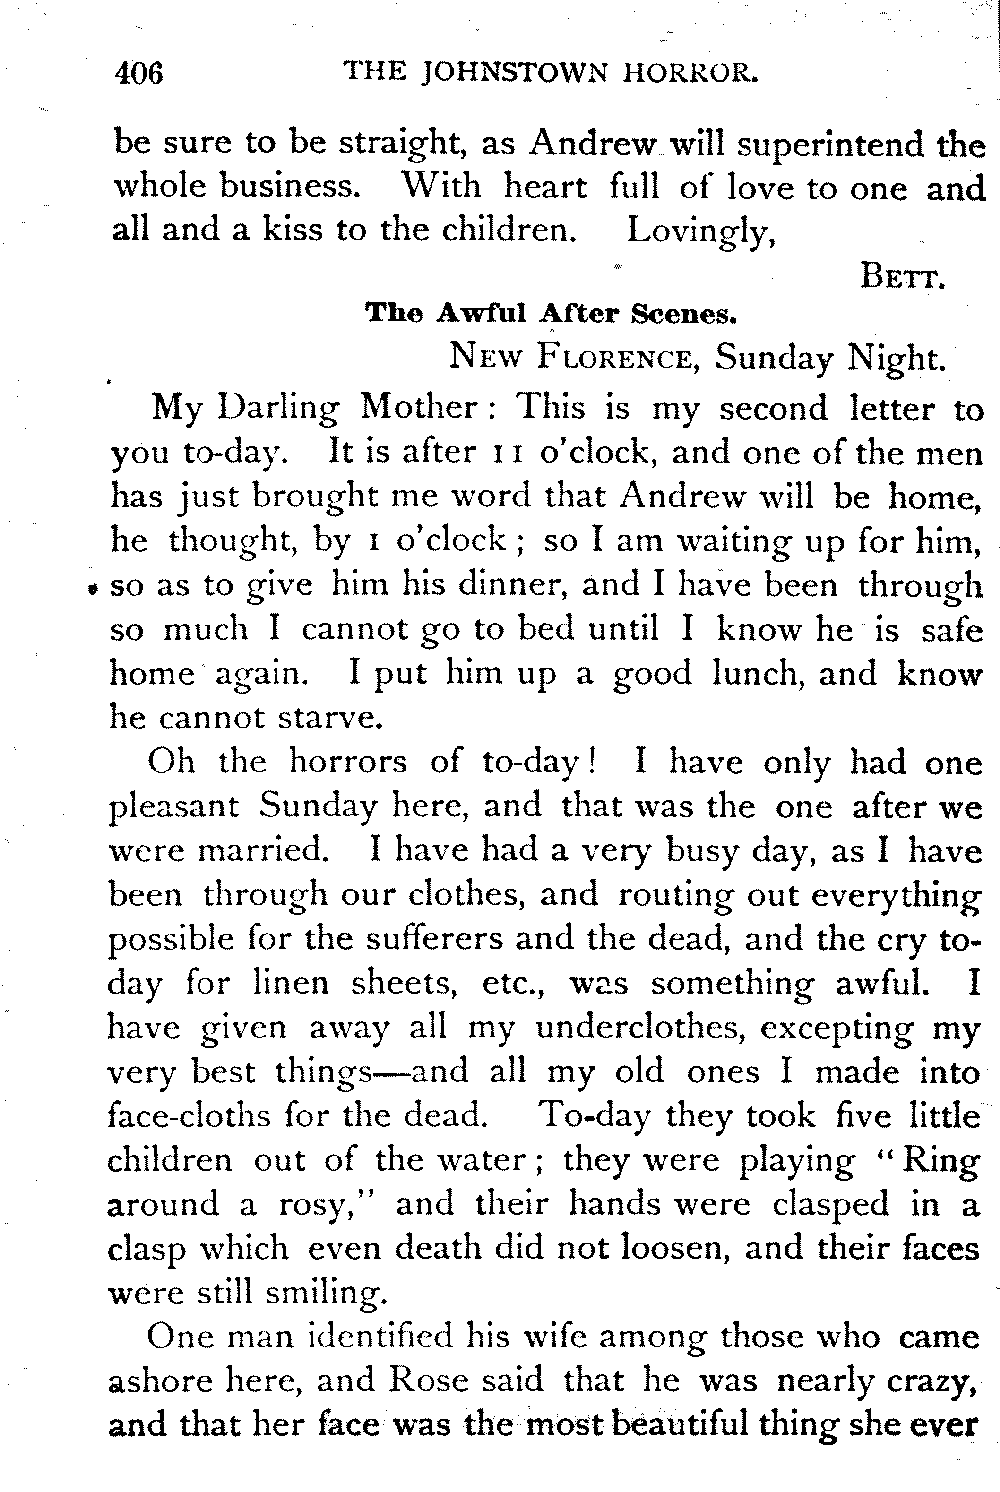 406 THE JOHNSTOWN HORROR.
be sure to be straight, as Andrew will superintend the
whole business. With heart full of love to one and
all and a kiss to the children. Lovingly,
BETT.
The Awful After Scenes.
NEW FLORENCE, Sunday Night.
My Darling Mother : This is my second letter to
you to-day. It is after 11 o'clock, and one of the men
has just brought me word that Andrew will be home,
he thought, by 1 o'clock ; so I am waiting up for him,
so as to give him his dinner, and I have been through
so much I cannot go to bed until I know he is safe
home again. I put him up a good lunch, and know
he cannot starve.
Oh the horrors of to-day ! I have only had one
pleasant Sunday here, and that was the one after we
were married. I have had a very busy day, as I have
been through our clothes, and routing out everything
possible for the sufferers and the dead, and the cry to-
day for linen sheets, etc., was something awful. I
have given away all my underclothes, excepting my
very best things—and all my old ones I made into
face-cloths for the dead. To-day they took five little
children out of the water ; they were playing " Ring
around a rosy," and their hands were clasped in a
clasp which even death did not loosen, and their faces
were still smiling.
One man identified his wife among those who came
ashore here, and Rose said that he was nearly crazy,
and that her face was the most beautiful thing she ever